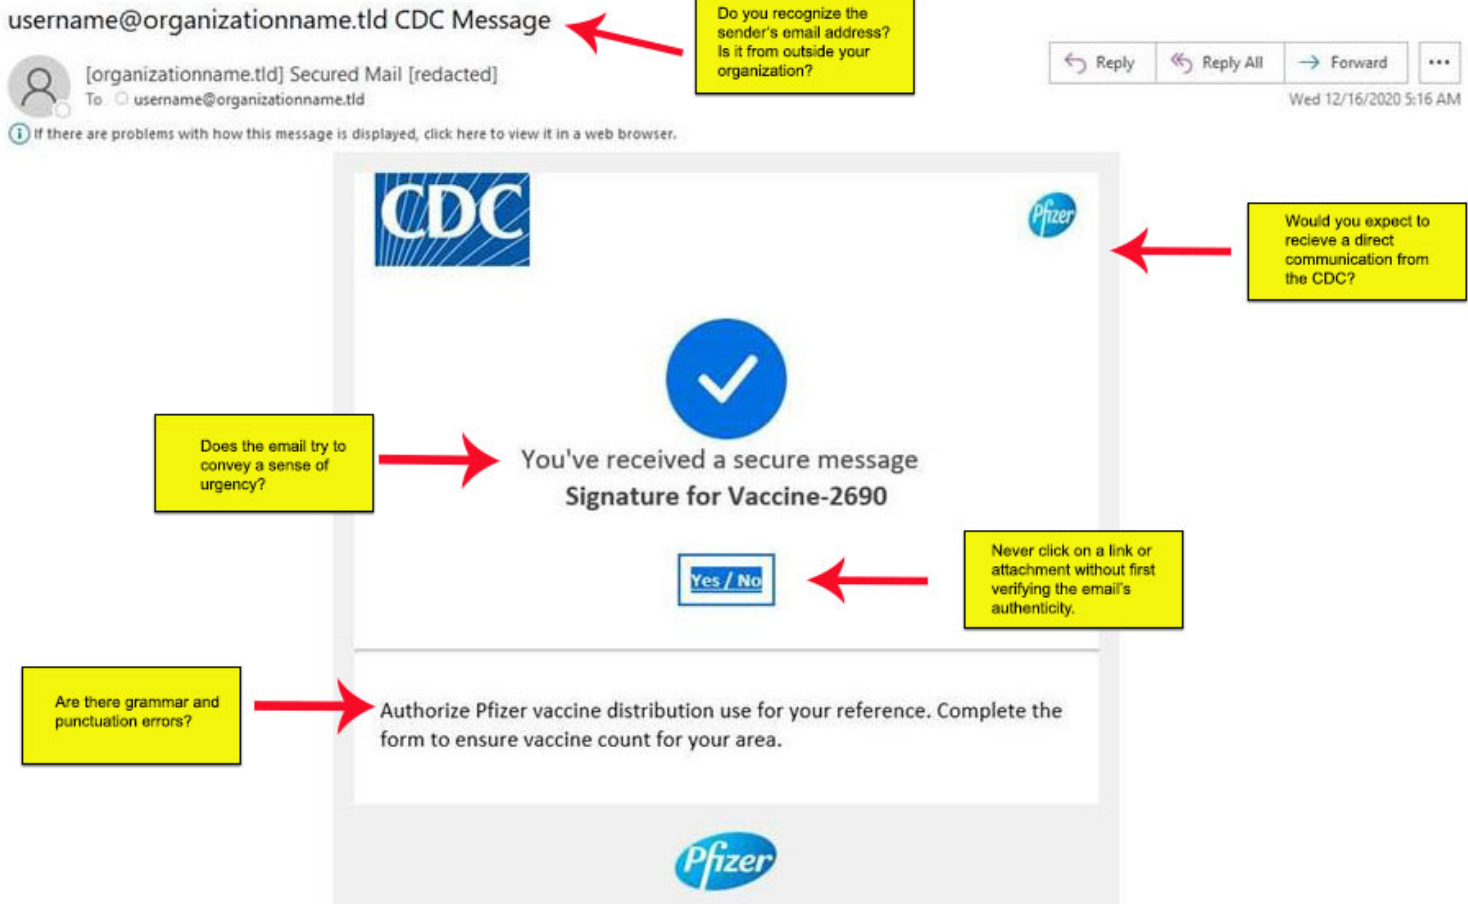 username@organizationname.tld CDC Message
Do you recognize the
sender's email address?
Is it from outside your
organization?
[organizationname.tld] Secured Mail [redacted]
To username@organizationname.tld
Reply
Reply All
Forward
Wed 12/16/2020 5:16 AM
If there are problems with how this message is displayed, click here to view it in a web browser.
CDC
Pfizer
Would you expect to
recieve a direct
communication from
the CDC?
Does the email try to
convey a sense of
urgency?
You've received a secure message
Signature for Vaccine-2690
Yes / No
Never click on a link or
attachment without first
verifying the email's
authenticity.
Are there grammar and
punctuation errors?
Authorize Pfizer vaccine distribution use for your reference. Complete the
form to ensure vaccine count for your area.
Pfizer